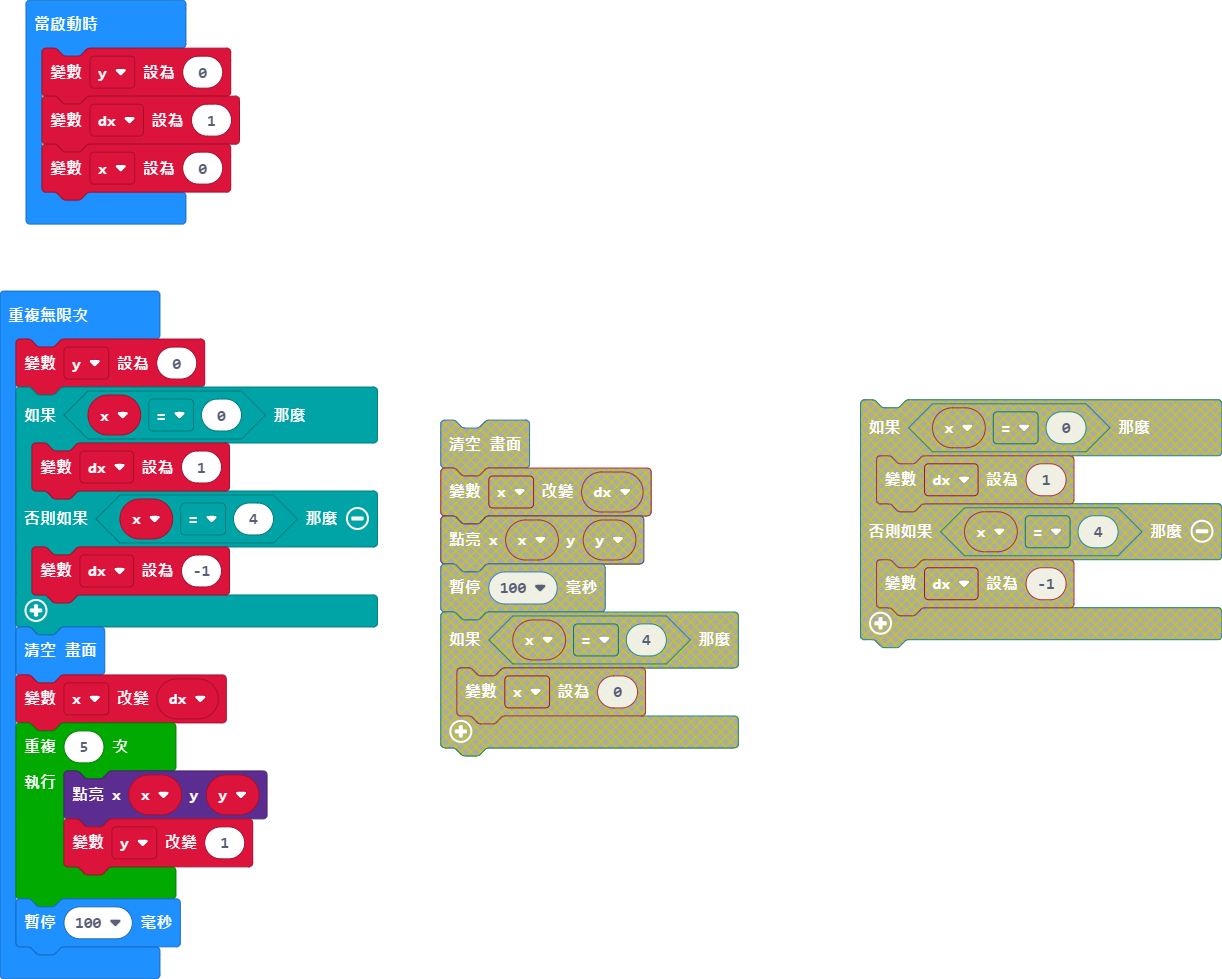 當啟動時
變數 y 設為 0
變數 dx 設為 1
變數 x 設為 0
重複無限次
變數 y 設為 0
如果 x = 0 那麼
變數 dx 設為 1
否則如果 x = 4 那麼
變數 dx 設為 -1
清空 畫面
變數 x 改變 dx
重複 5 次
執行
點亮 x x y y
變數 y 改變 1
暫停 100 毫秒
清空 畫面
變數 x 改變 dx
點亮 x x y y
暫停 100 毫秒
如果 x = 4 那麼
變數 x 設為 0
如果 x = 0 那麼
變數 dx 設為 1
否則如果 x = 4 那麼
變數 dx 設為 -1